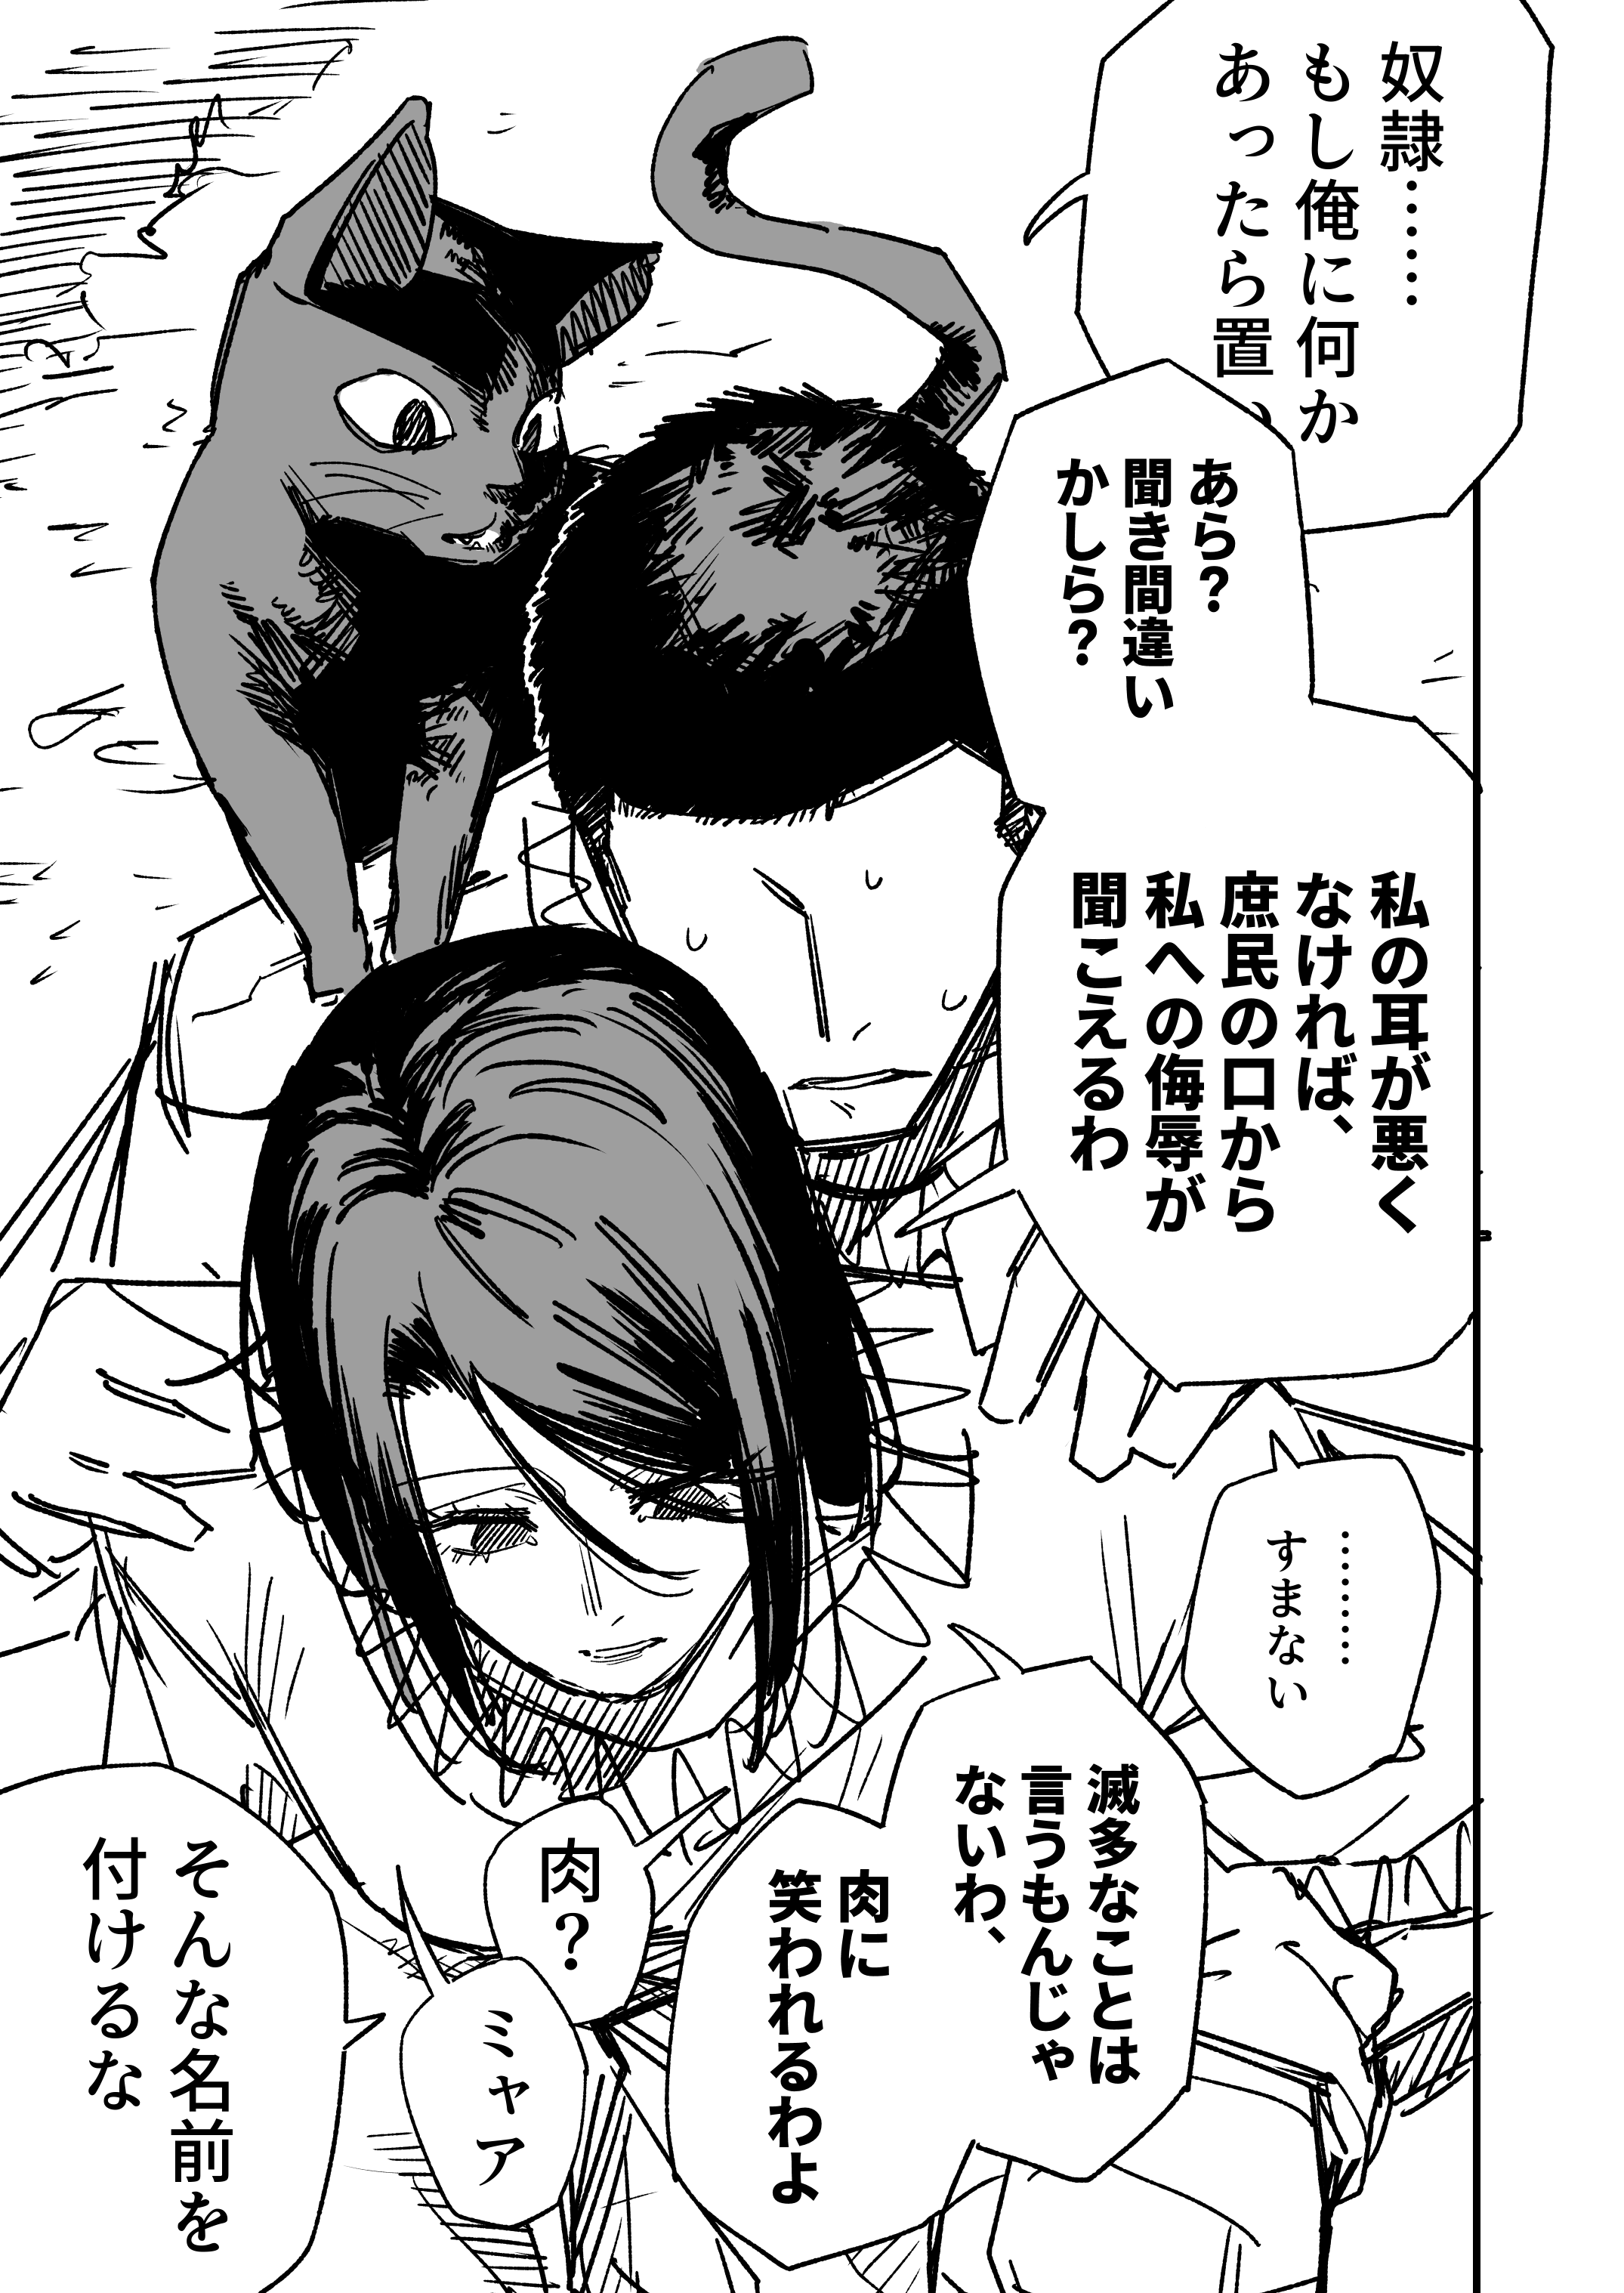 奴隷……
もし俺に何か
あったら置い
あら？
聞き間違い
かしら？
私の耳が悪く
なければ、
庶民の口から
私への侮辱が
聞こえるわ
………
すまない
滅多なことは
言うもんじゃ
ないわ、
肉に
笑われるわよ
肉？
ミャア
そんな名前を
付けるな